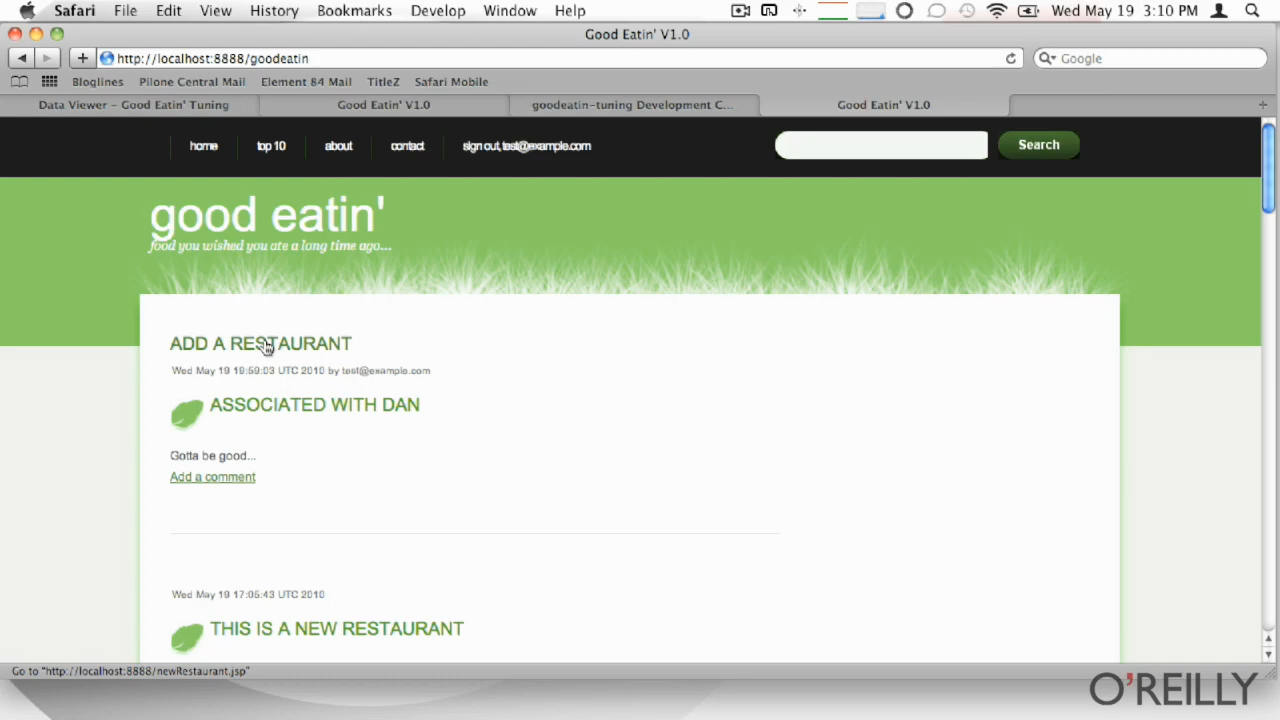 Safari File Edit View History Bookmarks Develop Window Help Wed May 19 3:10 PM
Good Eatin' V1.0
http://localhost:8888/goodeatin Google
Bloglines Pilone Central Mail Element 84 Mail TitleZ Safari Mobile
Data Viewer - Good Eatin' Tuning Good Eatin' V1.0 goodeatin-tuning Development C... Good Eatin' V1.0
home top 10 about contact sign out, test@example.com Search
good eatin'
food you wished you ate a long time ago...
ADD A RESTAURANT
Wed May 19 19:59:03 UTC 2010 by test@example.com
ASSOCIATED WITH DAN
Gotta be good...
Add a comment
Wed May 19 17:05:43 UTC 2010
THIS IS A NEW RESTAURANT
Go to "http://localhost:8888/newRestaurant.jsp"
O'REILLY